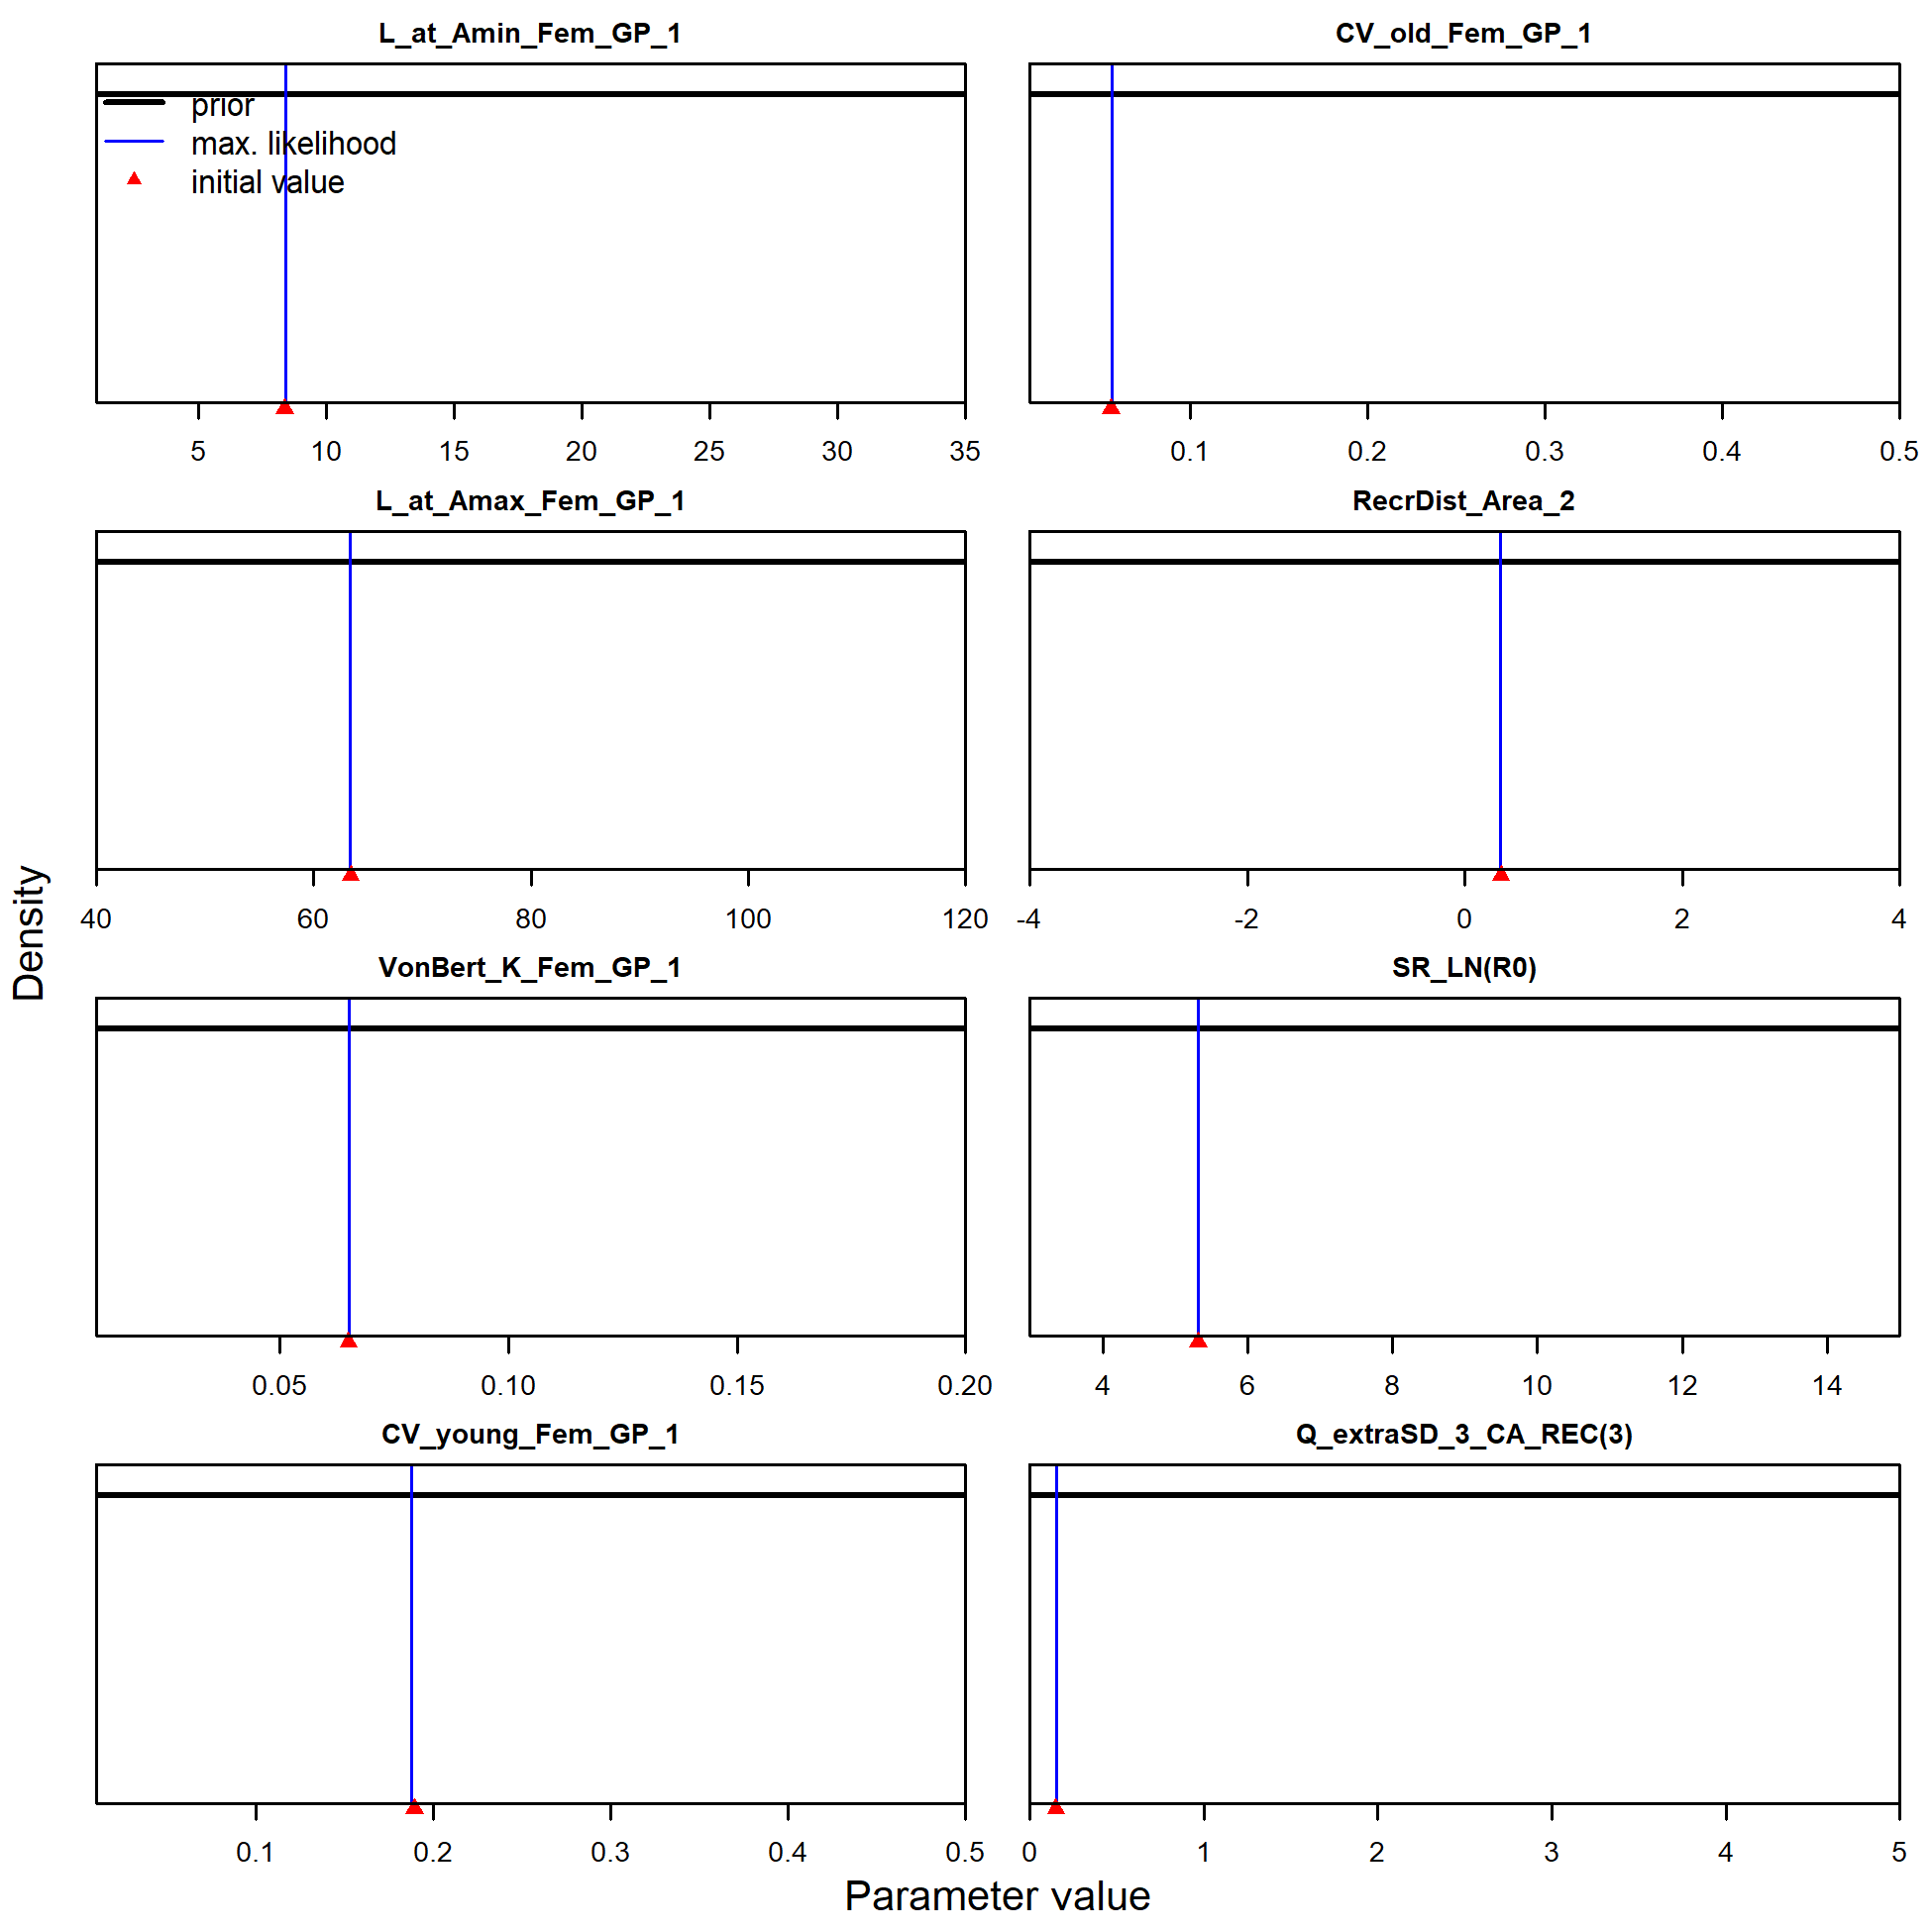 L_at_Amin_Fem_GP_1
prior
max. likelihood
initial value
5 10 15 20 25 30 35
CV_old_Fem_GP_1
0.1 0.2 0.3 0.4 0.5
L_at_Amax_Fem_GP_1
40 60 80 100 120
RecrDist_Area_2
-4 -2 0 2 4
VonBert_K_Fem_GP_1
0.05 0.10 0.15 0.20
SR_LN(R0)
4 6 8 10 12 14
CV_young_Fem_GP_1
0.1 0.2 0.3 0.4 0.5
Q_extraSD_3_CA_REC(3)
0 1 2 3 4 5
Density
Parameter value